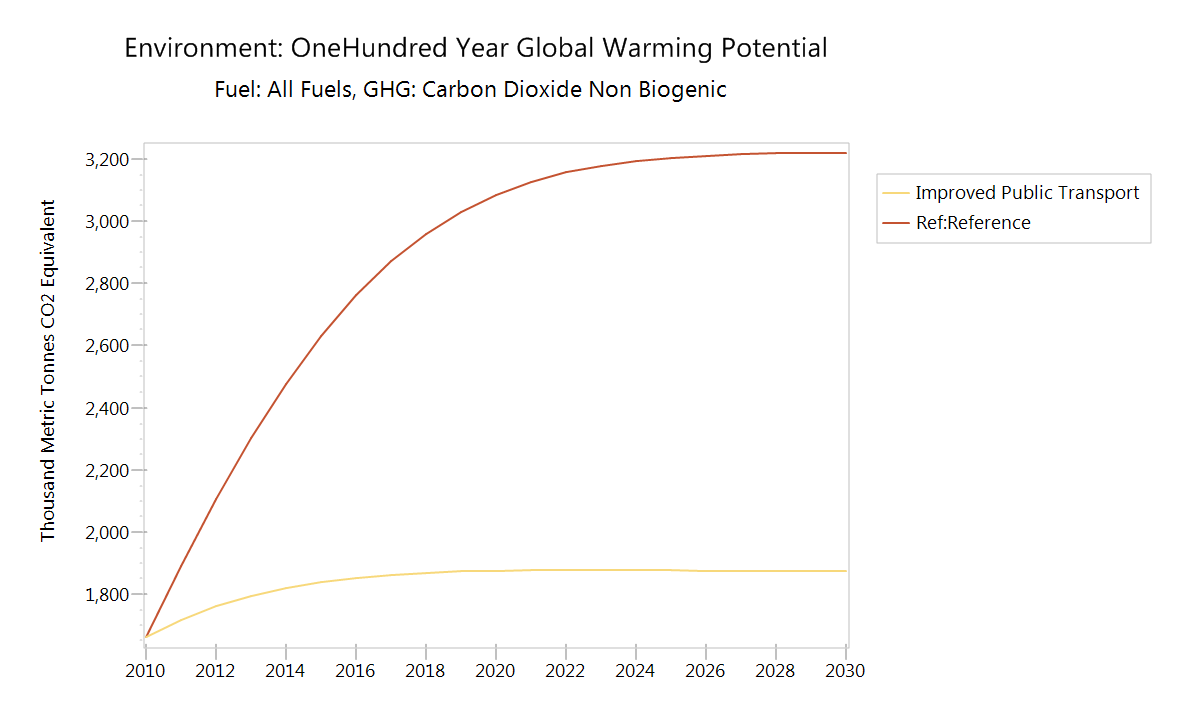 Environment: OneHundred Year Global Warming Potential
Fuel: All Fuels, GHG: Carbon Dioxide Non Biogenic
Thousand Metric Tonnes CO2 Equivalent
3,200
3,000
2,800
2,600
2,400
2,200
2,000
1,800
2010 2012 2014 2016 2018 2020 2022 2024 2026 2028 2030
Improved Public Transport
Ref:Reference